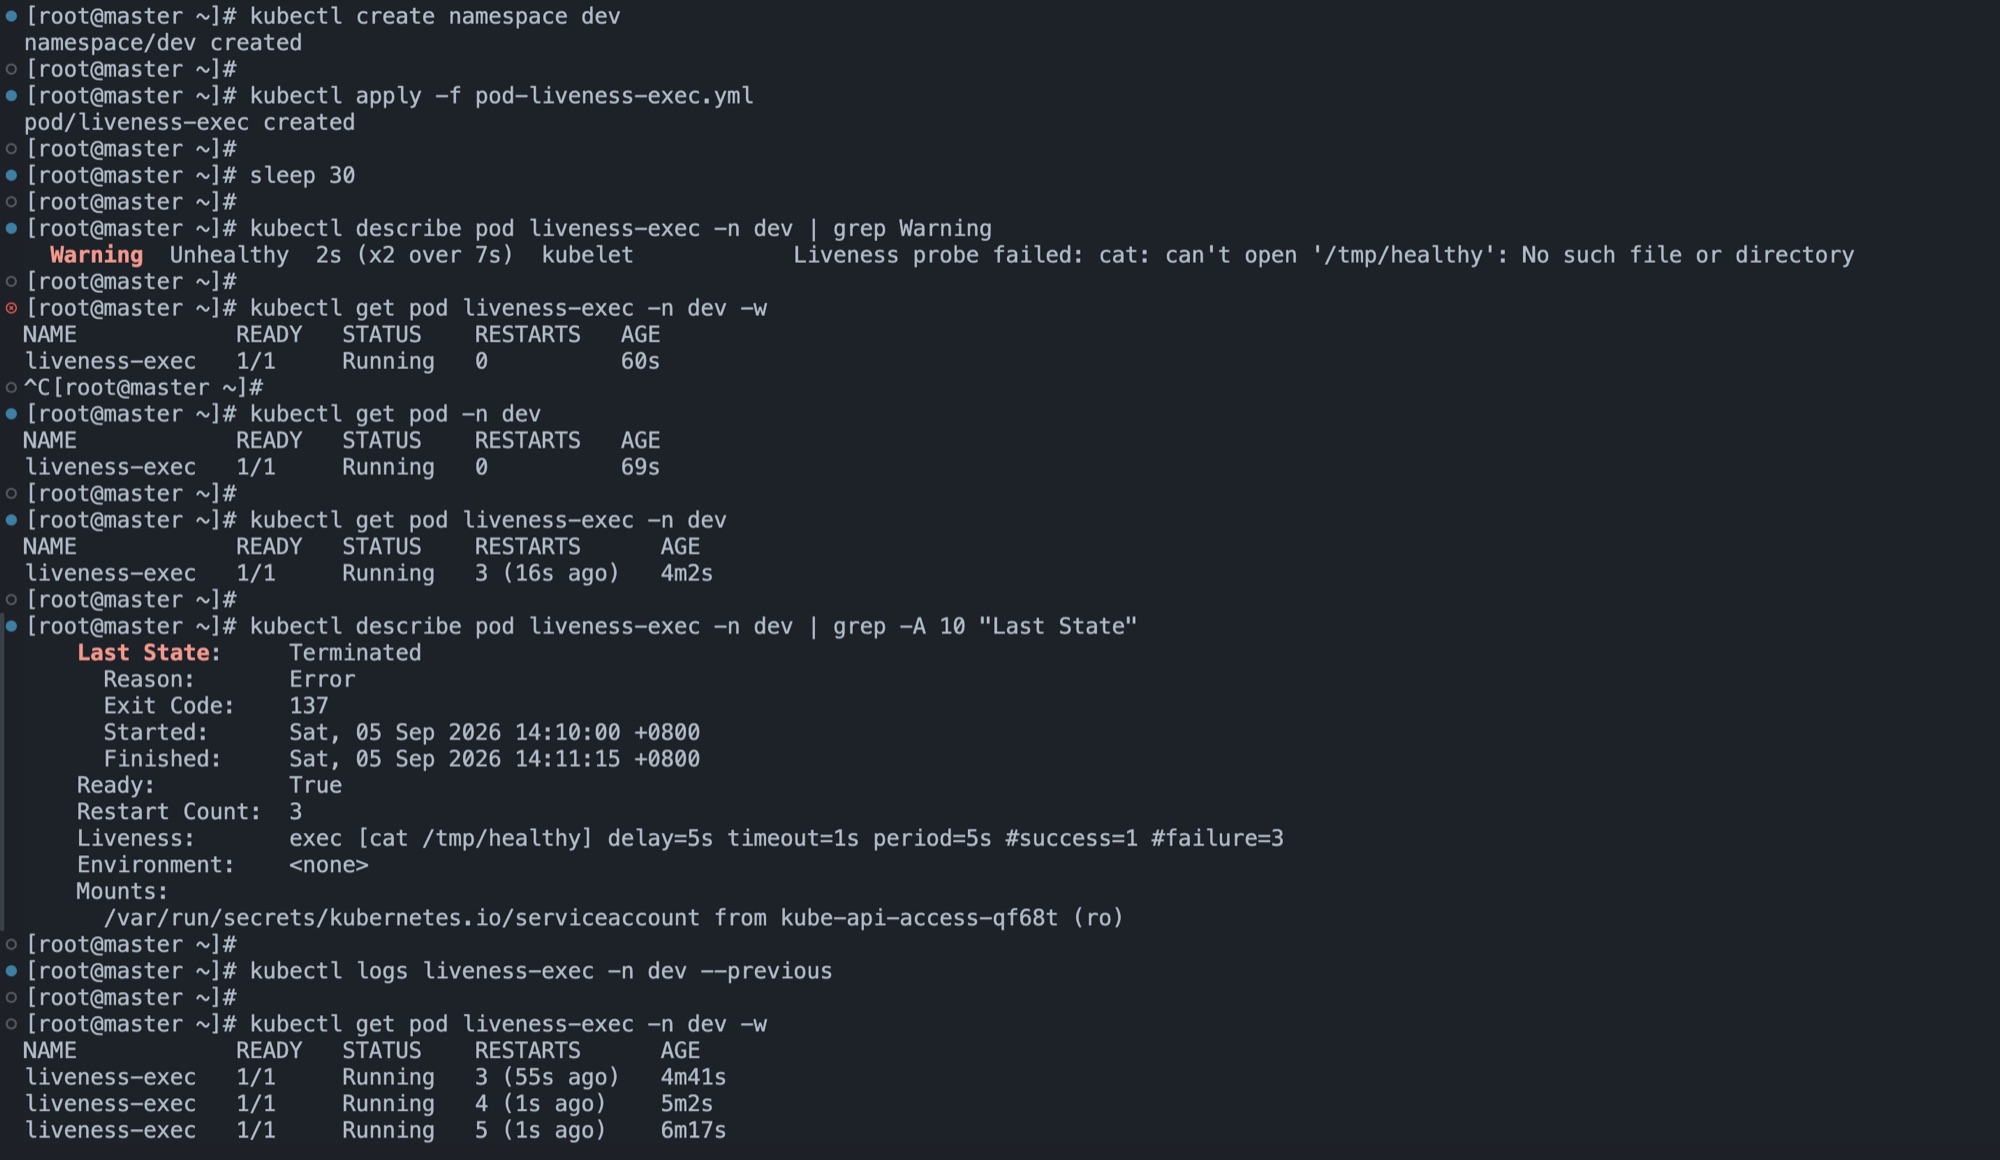 [root@master ~]# kubectl create namespace dev
namespace/dev created
[root@master ~]#
[root@master ~]# kubectl apply -f pod-liveness-exec.yml
pod/liveness-exec created
[root@master ~]#
[root@master ~]# sleep 30
[root@master ~]#
[root@master ~]# kubectl describe pod liveness-exec -n dev | grep Warning
  Warning  Unhealthy  2s (x2 over 7s)  kubelet            Liveness probe failed: cat: can't open '/tmp/healthy': No such file or directory
[root@master ~]#
[root@master ~]# kubectl get pod liveness-exec -n dev -w
NAME            READY   STATUS    RESTARTS   AGE
liveness-exec   1/1     Running   0          60s
^C[root@master ~]#
[root@master ~]# kubectl get pod -n dev
NAME            READY   STATUS    RESTARTS   AGE
liveness-exec   1/1     Running   0          69s
[root@master ~]#
[root@master ~]# kubectl get pod liveness-exec -n dev
NAME            READY   STATUS    RESTARTS      AGE
liveness-exec   1/1     Running   3 (16s ago)   4m2s
[root@master ~]#
[root@master ~]# kubectl describe pod liveness-exec -n dev | grep -A 10 "Last State"
    Last State:     Terminated
      Reason:       Error
      Exit Code:    137
      Started:      Sat, 05 Sep 2026 14:10:00 +0800
      Finished:     Sat, 05 Sep 2026 14:11:15 +0800
    Ready:          True
    Restart Count:  3
    Liveness:       exec [cat /tmp/healthy] delay=5s timeout=1s period=5s #success=1 #failure=3
    Environment:    <none>
    Mounts:
      /var/run/secrets/kubernetes.io/serviceaccount from kube-api-access-qf68t (ro)
[root@master ~]#
[root@master ~]# kubectl logs liveness-exec -n dev --previous
[root@master ~]#
[root@master ~]# kubectl get pod liveness-exec -n dev -w
NAME            READY   STATUS    RESTARTS      AGE
liveness-exec   1/1     Running   3 (55s ago)   4m41s
liveness-exec   1/1     Running   4 (1s ago)    5m2s
liveness-exec   1/1     Running   5 (1s ago)    6m17s